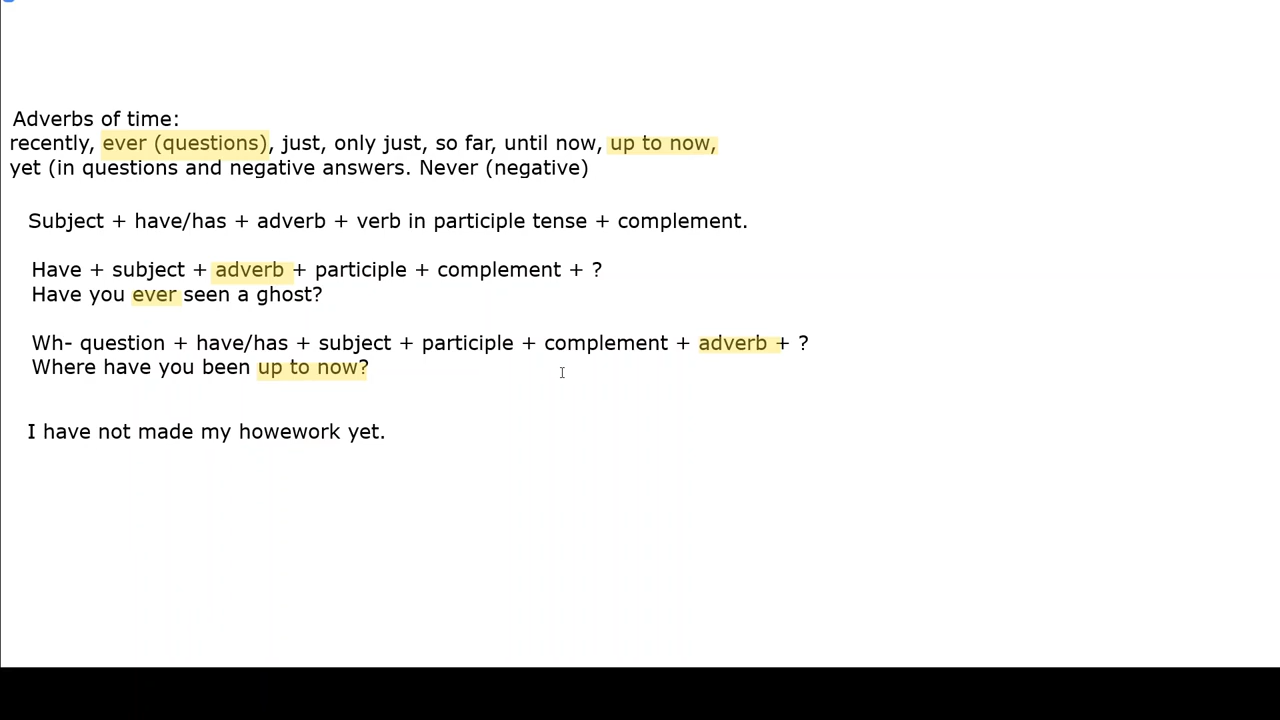 Adverbs of time:
recently, ever (questions), just, only just, so far, until now, up to now,
yet (in questions and negative answers. Never (negative)
Subject + have/has + adverb + verb in participle tense + complement.
Have + subject + adverb + participle + complement + ?
Have you ever seen a ghost?
Wh- question + have/has + subject + participle + complement + adverb + ?
Where have you been up to now?
I have not made my howework yet.